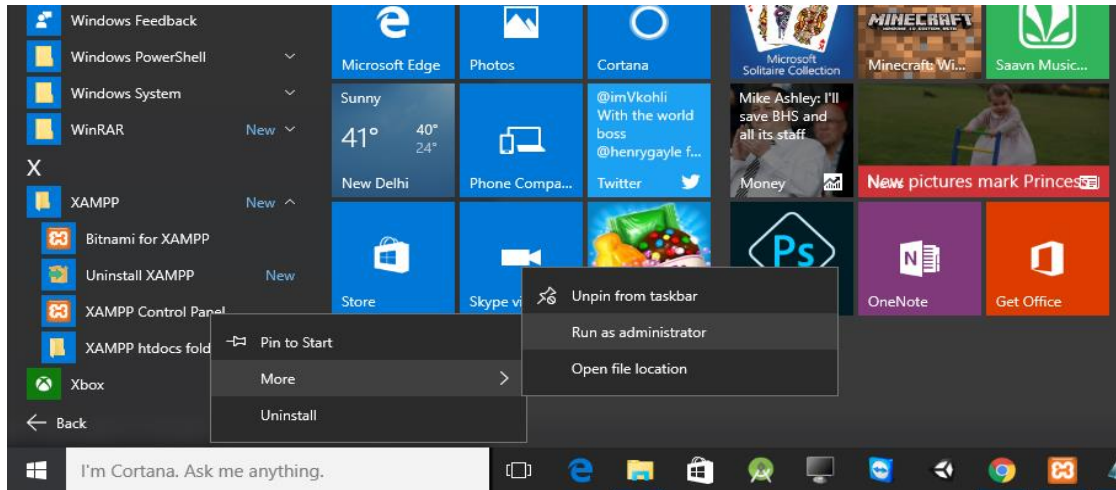 Windows Feedback
Windows PowerShell
Windows System
WinRAR New
X
XAMPP New
Bitnami for XAMPP
Uninstall XAMPP New
XAMPP Control Panel
XAMPP htdocs fold
Xbox
Back
Microsoft Edge
Photos
Cortana
Sunny
41° 40°
24°
New Delhi
Phone Compa...
@imVkohli
With the world
boss
@henrygayle f...
Twitter
Store
Skype vi
Microsoft
Solitaire Collection
MINECRAFT
Minecraft: Wi...
Saavn Music...
Mike Ashley: I'll
save BHS and
all its staff
Money
New pictures mark Princess
News
Ps
N
OneNote
Get Office
Pin to Start
More
Uninstall
Unpin from taskbar
Run as administrator
Open file location
I'm Cortana. Ask me anything.